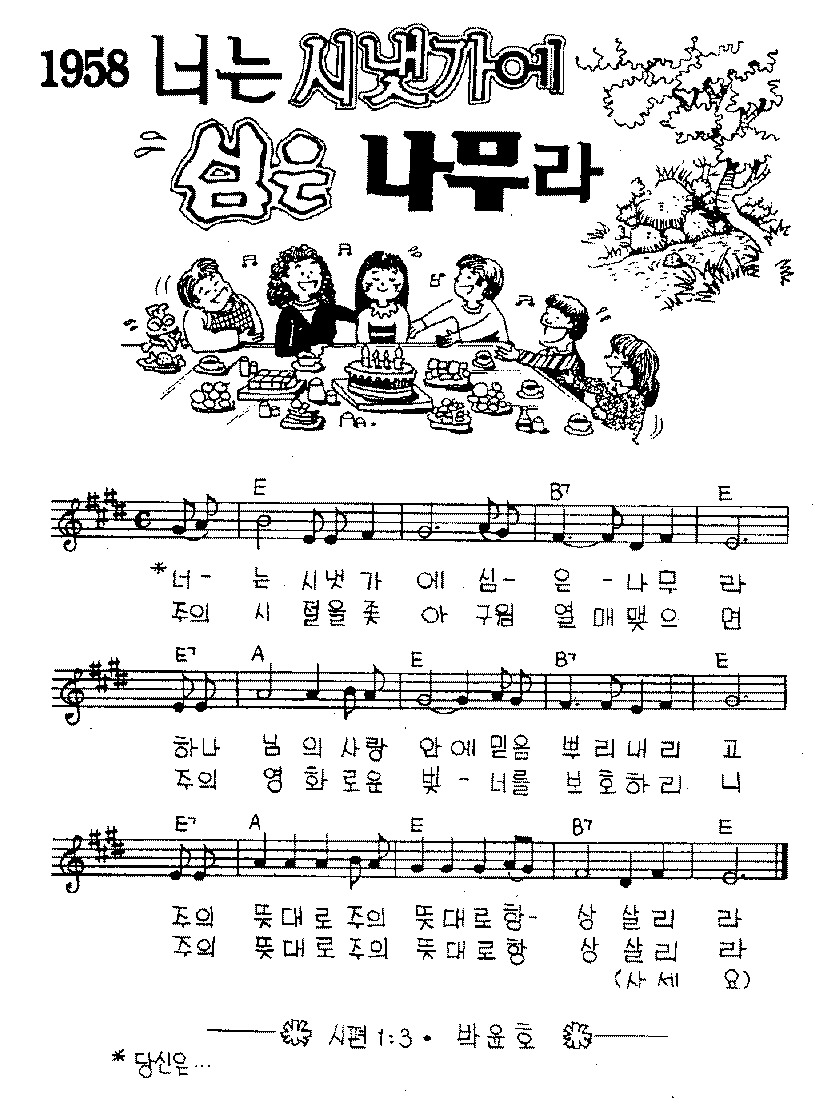 1958 너는 시냇가에
심은 나무라
E B7 E
*너- 는 시냇가 에 심- 은 -나무 라
주의 시 절을좇 아 구원 열매맺으 면
E7 A E B7 E
하나 님의사랑 안에믿음 뿌리내리 고
주의 영화로운 빛-너를 보호하리 니
E7 A E B7 E
주의 뜻대로주의 뜻대로항- 상 살리 라
주의 뜻대로주의 뜻대로항 상 살리 라
(사세 요)
시편 1:3 • 박윤호
* 당신은...